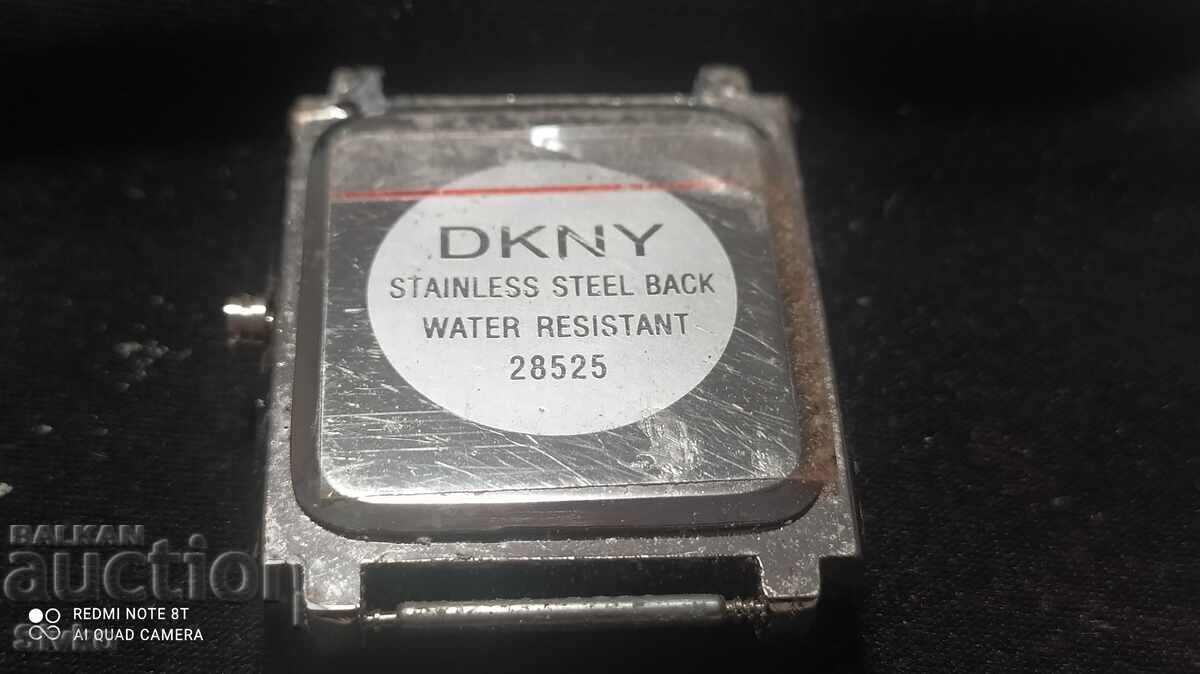 DKNY
STAINLESS STEEL BACK
WATER RESISTANT
28525
BALKAN
auction
REDMI NOTE 8T
AI QUAD CAMERA